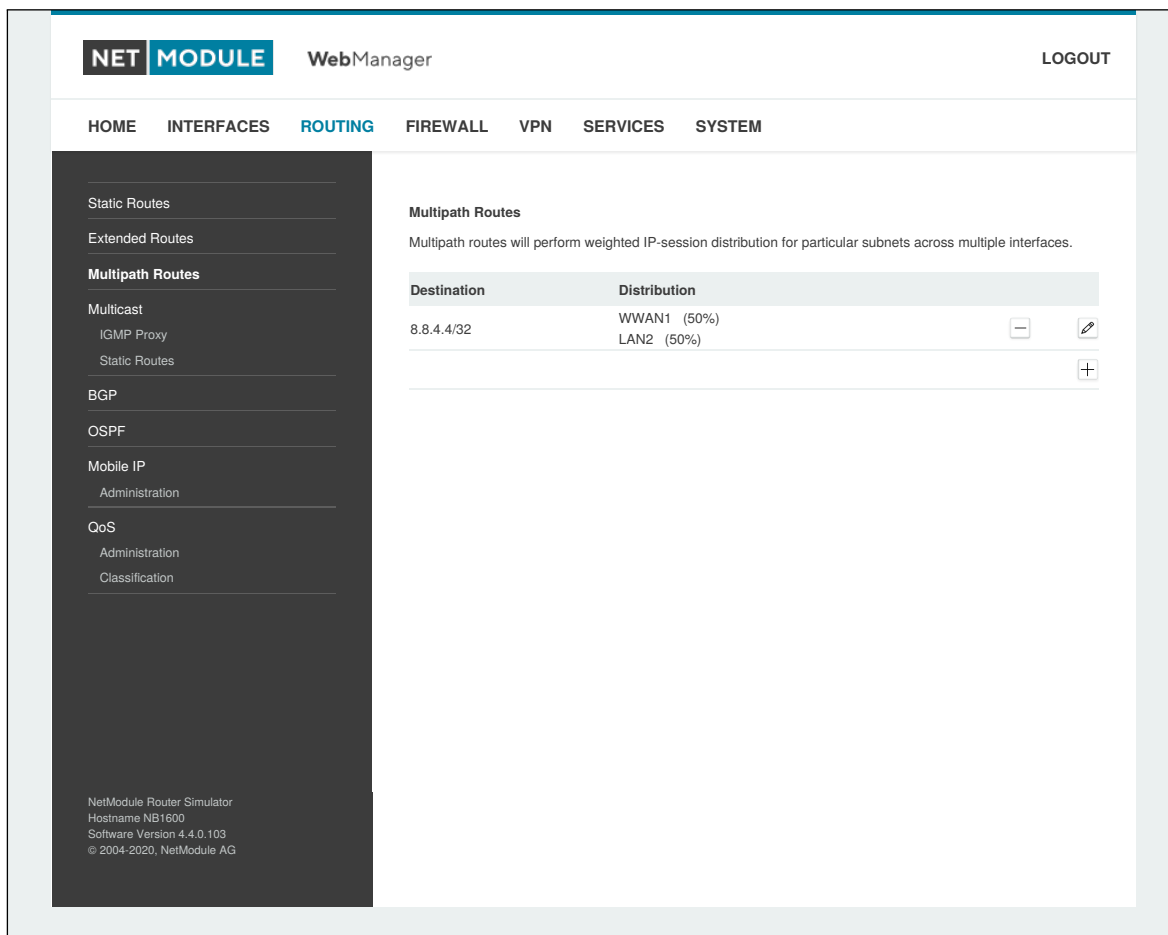 NET MODULE WebManager LOGOUT
HOME INTERFACES ROUTING FIREWALL VPN SERVICES SYSTEM
Static Routes
Extended Routes
Multipath Routes
Multicast
IGMP Proxy
Static Routes
BGP
OSPF
Mobile IP
Administration
QoS
Administration
Classification
NetModule Router Simulator
Hostname NB1600
Software Version 4.4.0.103
© 2004-2020, NetModule AG
Multipath Routes
Multipath routes will perform weighted IP-session distribution for particular subnets across multiple interfaces.
Destination Distribution
8.8.4.4/32
WWAN1 (50%)
LAN2 (50%)